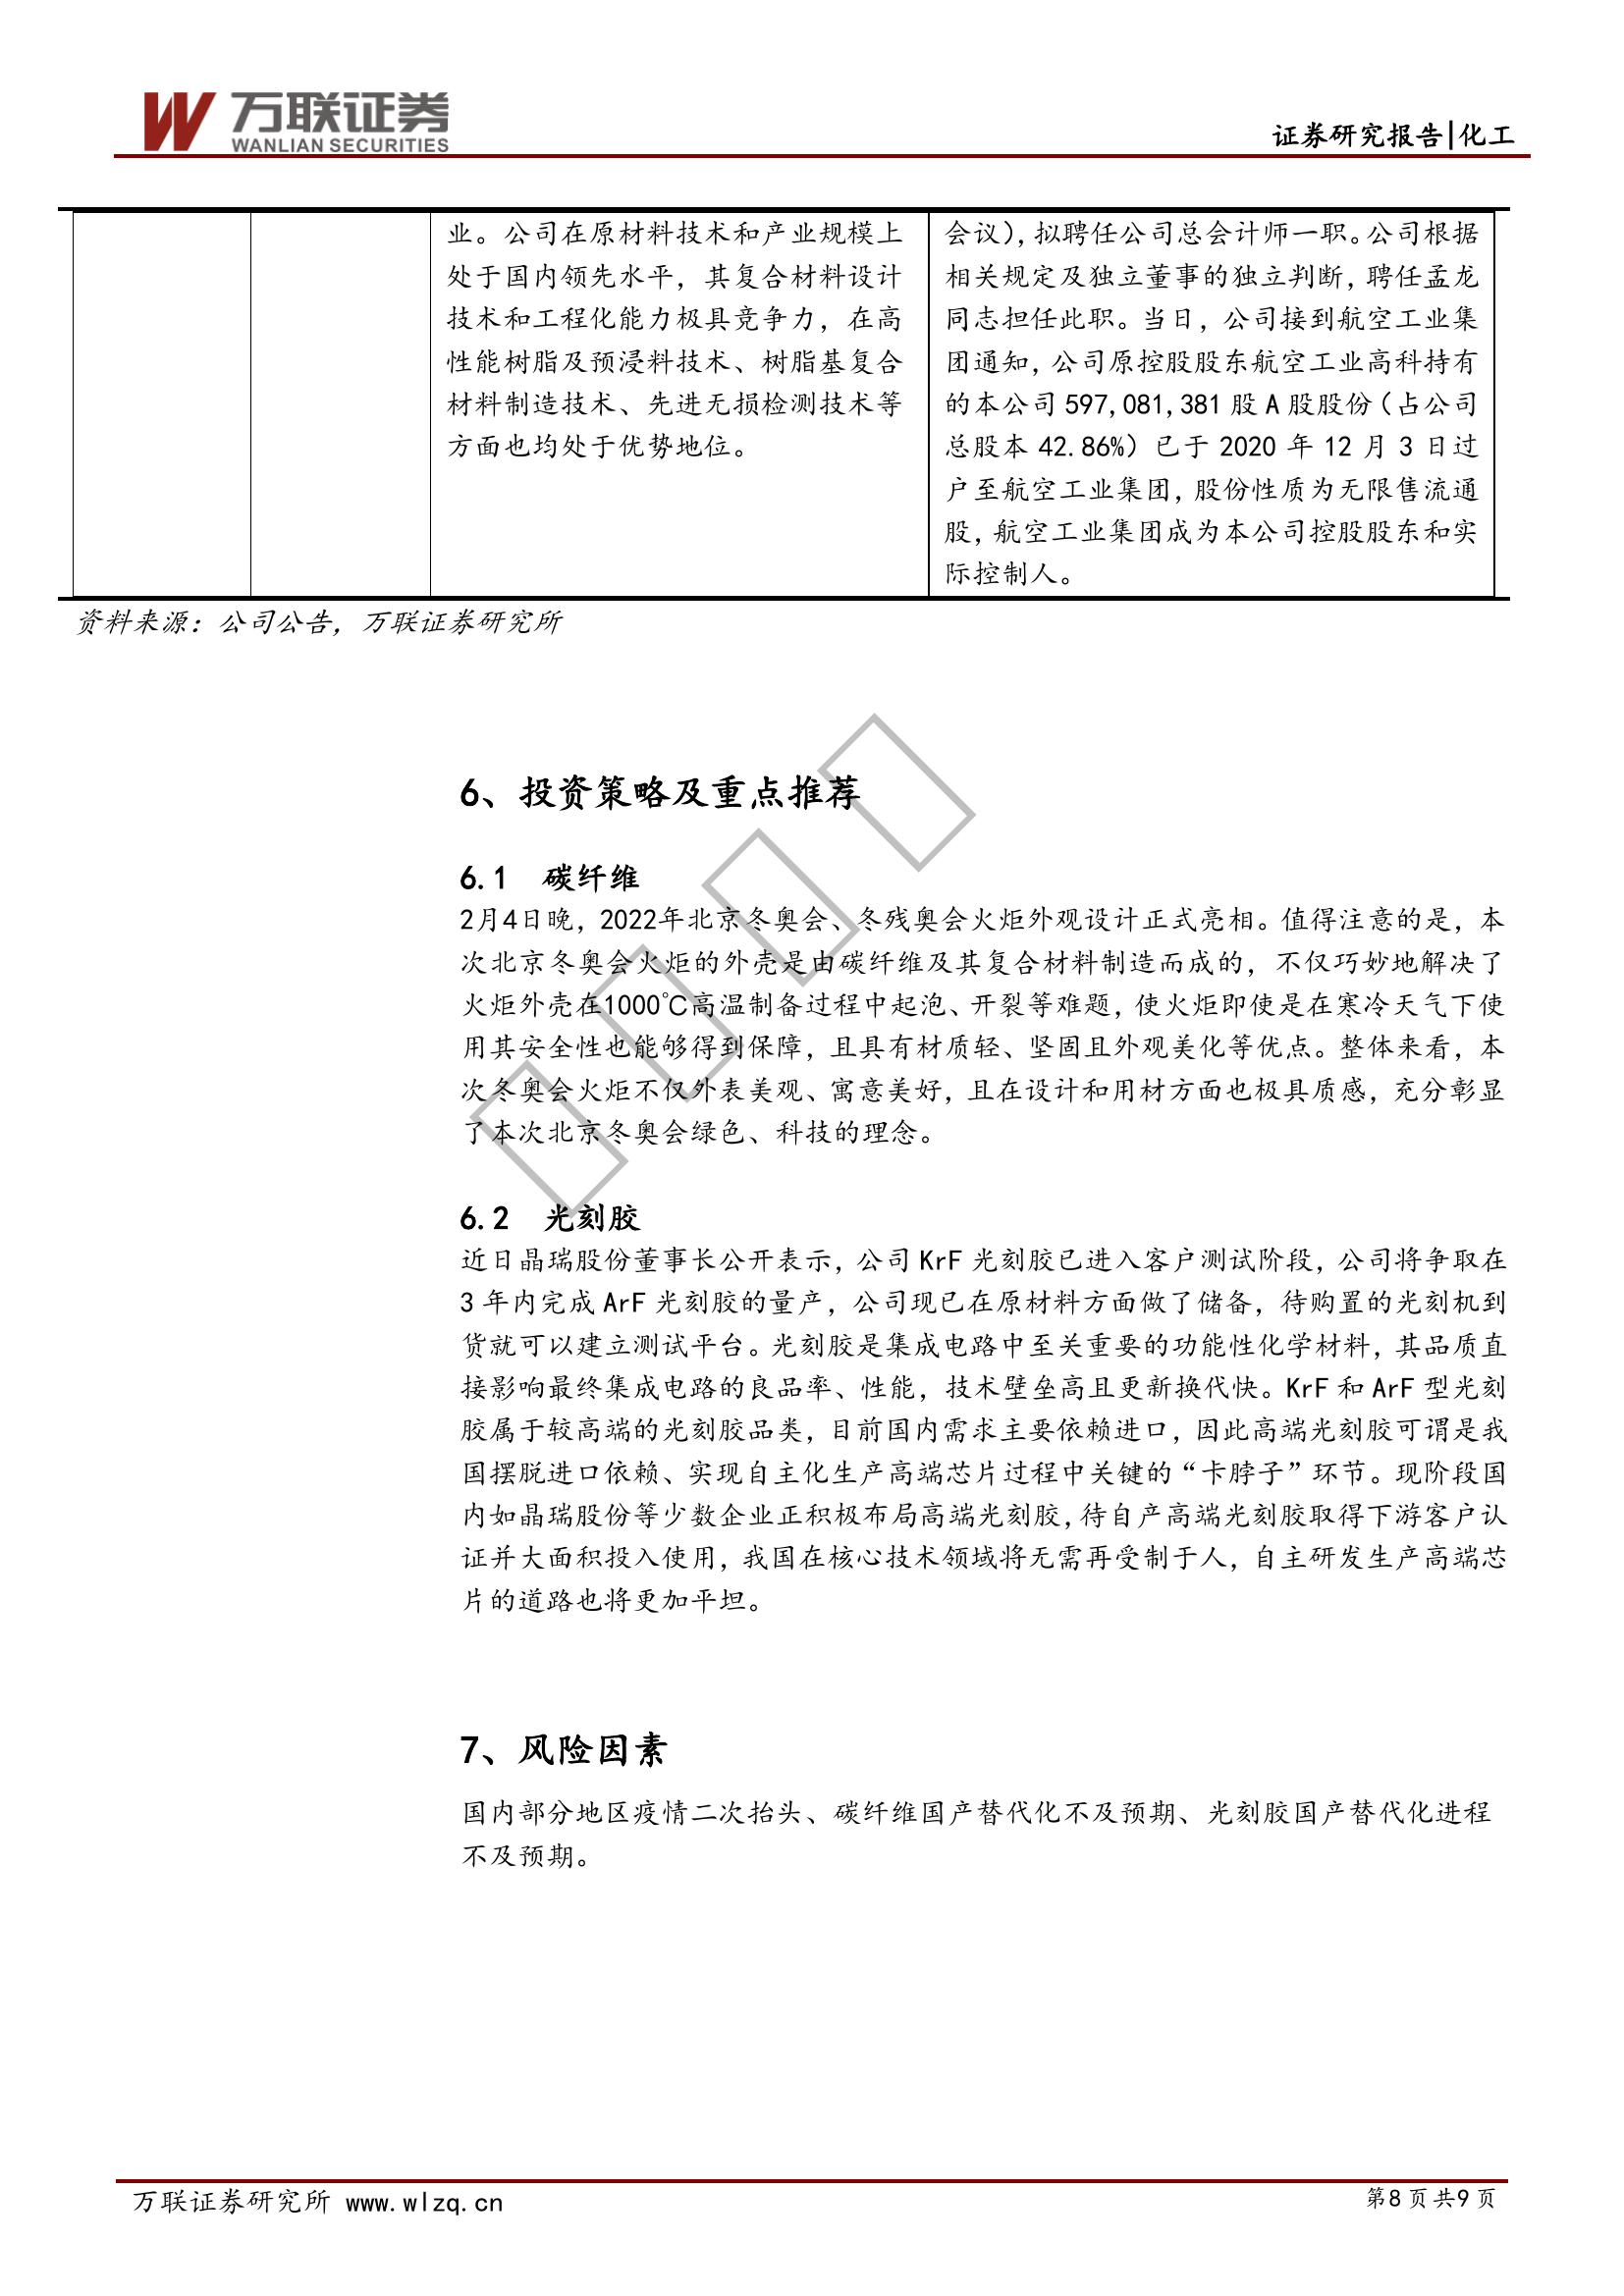 万联证券
WANLIAN SECURITIES
证券研究报告|化工
业。公司在原材料技术和产业规模上
处于国内领先水平，其复合材料设计
技术和工程化能力极具竞争力，在高
性能树脂及预浸料技术、树脂基复合
材料制造技术、先进无损检测技术等
方面也均处于优势地位。
会议），拟聘任公司总会计师一职。公司根据
相关规定及独立董事的独立判断，聘任孟龙
同志担任此职。当日，公司接到航空工业集
团通知，公司原控股股东航空工业高科持有
的本公司 597,081,381 股 A 股股份（占公司
总股本 42.86%）已于 2020 年 12 月 3 日过
户至航空工业集团，股份性质为无限售流通
股，航空工业集团成为本公司控股股东和实
际控制人。
资料来源：公司公告，万联证券研究所
6、投资策略及重点推荐
6.1 碳纤维
2月4日晚，2022年北京冬奥会、冬残奥会火炬外观设计正式亮相。值得注意的是，本
次北京冬奥会火炬的外壳是由碳纤维及其复合材料制造而成的，不仅巧妙地解决了
火炬外壳在1000℃高温制备过程中起泡、开裂等难题，使火炬即使是在寒冷天气下使
用其安全性也能够得到保障，且具有材质轻、坚固且外观美化等优点。整体来看，本
次冬奥会火炬不仅外表美观、寓意美好，且在设计和用材方面也极具质感，充分彰显
了本次北京冬奥会绿色、科技的理念。
6.2 光刻胶
近日晶瑞股份董事长公开表示，公司 KrF 光刻胶已进入客户测试阶段，公司将争取在
3 年内完成 ArF 光刻胶的量产，公司现已在原材料方面做了储备，待购置的光刻机到
货就可以建立测试平台。光刻胶是集成电路中至关重要的功能性化学材料，其品质直
接影响最终集成电路的良品率、性能，技术壁垒高且更新换代快。KrF 和 ArF 型光刻
胶属于较高端的光刻胶品类，目前国内需求主要依赖进口，因此高端光刻胶可谓是我
国摆脱进口依赖、实现自主化生产高端芯片过程中关键的“卡脖子”环节。现阶段国
内如晶瑞股份等少数企业正积极布局高端光刻胶，待自产高端光刻胶取得下游客户认
证并大面积投入使用，我国在核心技术领域将无需再受制于人，自主研发生产高端芯
片的道路也将更加平坦。
7、风险因素
国内部分地区疫情二次抬头、碳纤维国产替代化不及预期、光刻胶国产替代化进程
不及预期。
万联证券研究所 www.wlzq.cn
第8 页 共9 页